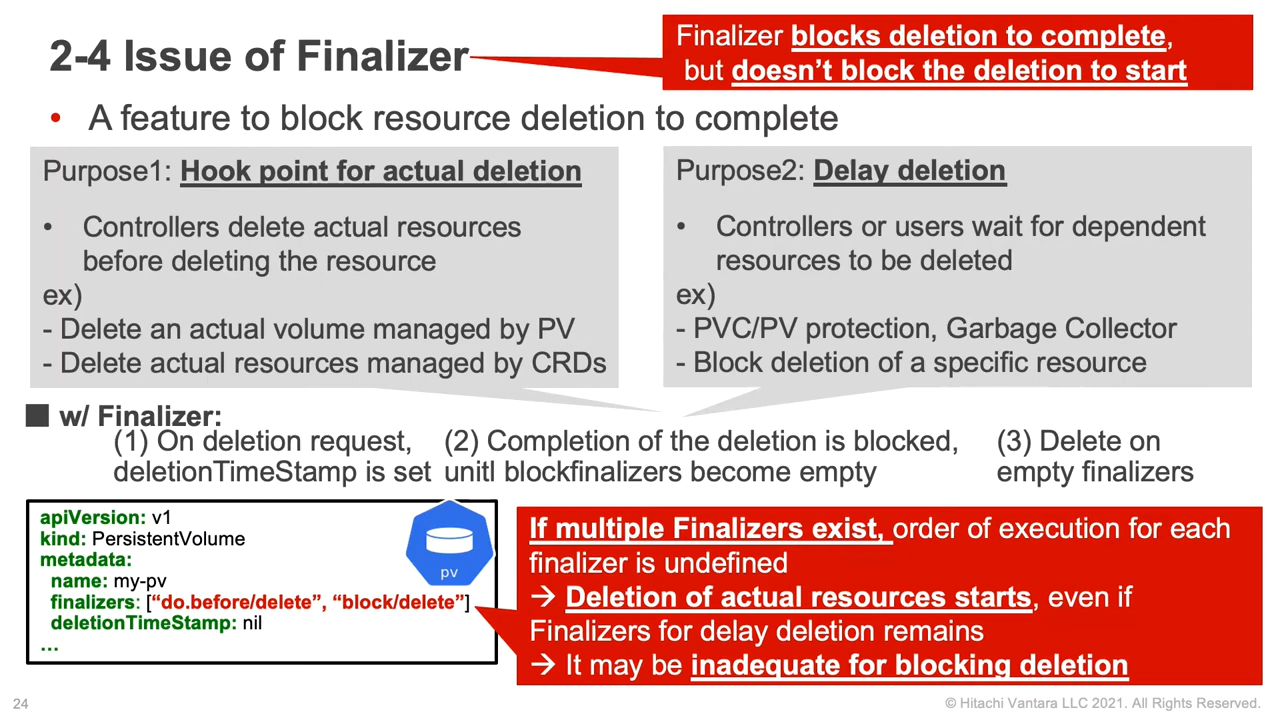 2-4 Issue of Finalizer
Finalizer blocks deletion to complete,
but doesn’t block the deletion to start
• A feature to block resource deletion to complete
Purpose1: Hook point for actual deletion
• Controllers delete actual resources
before deleting the resource
ex)
- Delete an actual volume managed by PV
- Delete actual resources managed by CRDs
Purpose2: Delay deletion
• Controllers or users wait for dependent
resources to be deleted
ex)
- PVC/PV protection, Garbage Collector
- Block deletion of a specific resource
■ w/ Finalizer:
(1) On deletion request,
deletionTimeStamp is set
(2) Completion of the deletion is blocked,
unitl blockfinalizers become empty
(3) Delete on
empty finalizers
apiVersion: v1
kind: PersistentVolume
metadata:
name: my-pv
finalizers: [“do.before/delete”, “block/delete”]
deletionTimeStamp: nil
...
pv
If multiple Finalizers exist, order of execution for each
finalizer is undefined
→ Deletion of actual resources starts, even if
Finalizers for delay deletion remains
→ It may be inadequate for blocking deletion
24
© Hitachi Vantara LLC 2021. All Rights Reserved.